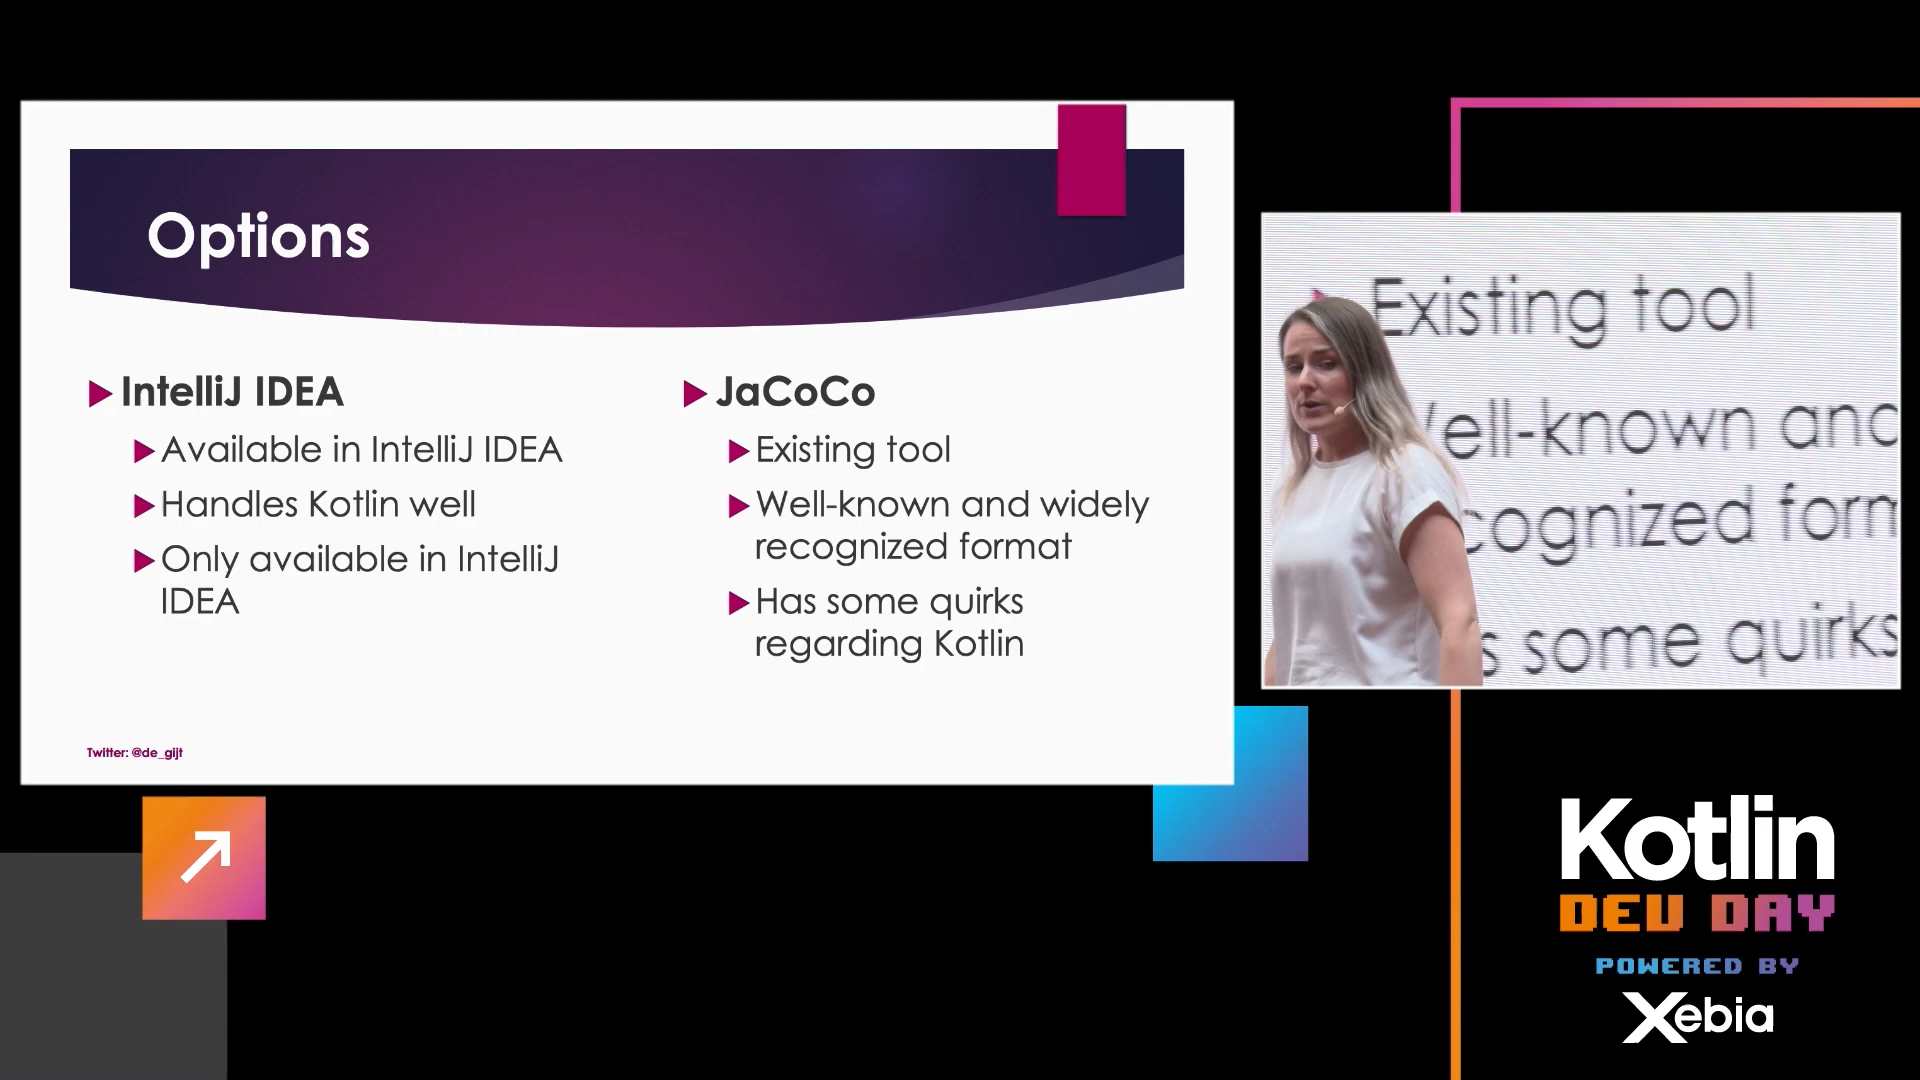 Options
IntelliJ IDEA
Available in IntelliJ IDEA
Handles Kotlin well
Only available in IntelliJ
IDEA
JaCoCo
Existing tool
Well-known and widely
recognized format
Has some quirks
regarding Kotlin
Twitter: @de_gijt
Existing tool
ell-known and
cognized form
s some quirks
Kotlin
DEV DAY
POWERED BY
Xebia